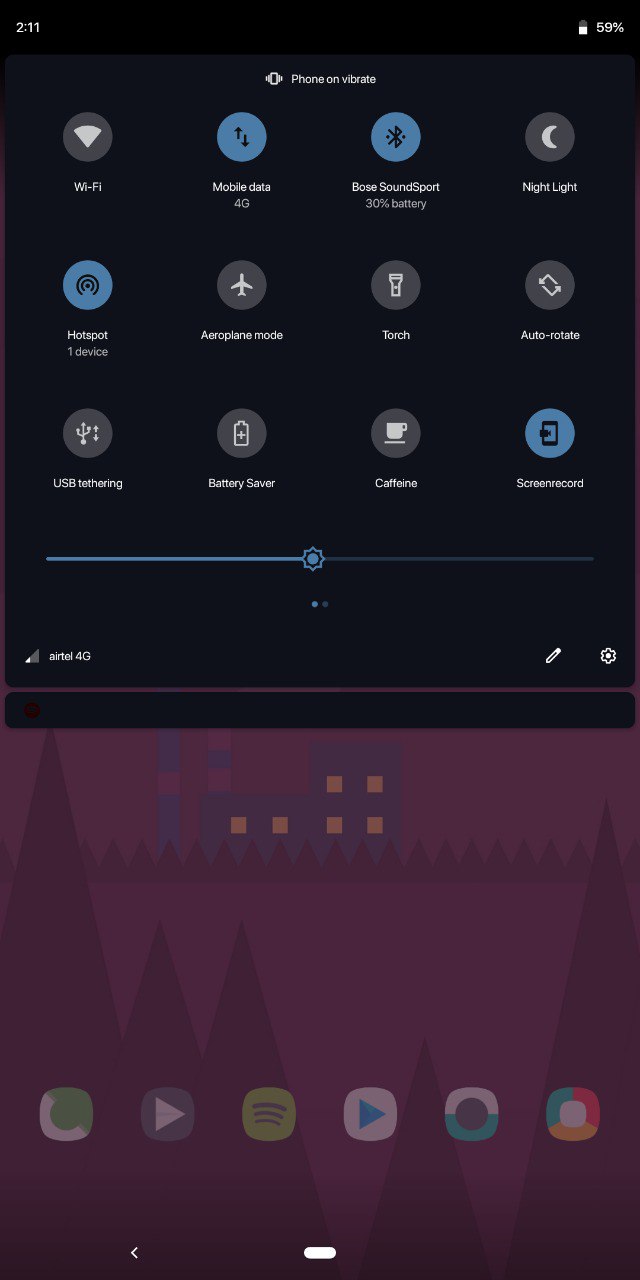 2:11
59%
Phone on vibrate
Wi-Fi
Mobile data
4G
Bose SoundSport
30% battery
Night Light
Hotspot
1 device
Aeroplane mode
Torch
Auto-rotate
USB tethering
Battery Saver
Caffeine
Screenrecord
airtel 4G